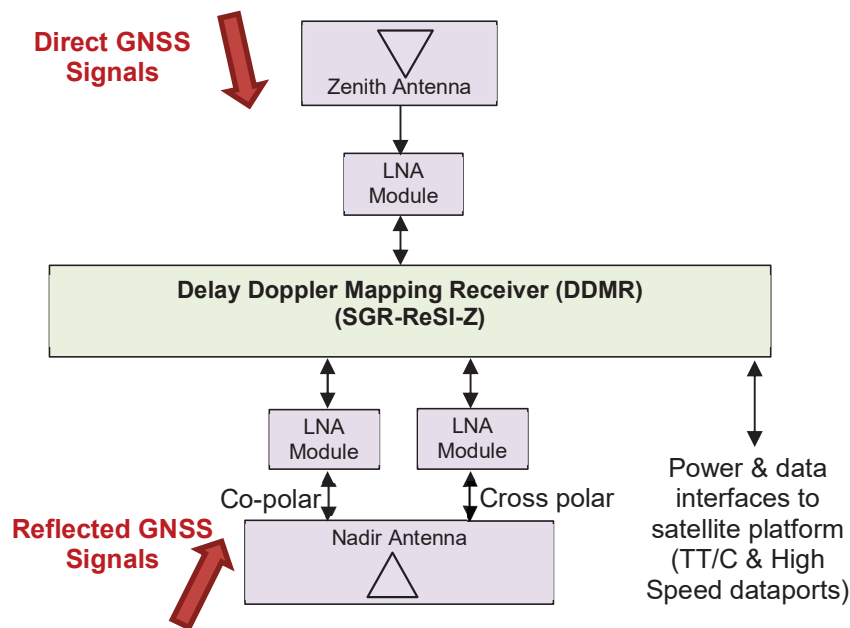 Direct GNSS
Signals
Zenith Antenna
LNA
Module
Delay Doppler Mapping Receiver (DDMR)
(SGR-ReSI-Z)
LNA
Module
LNA
Module
Co-polar
Cross polar
Reflected GNSS
Signals
Nadir Antenna
Power & data
interfaces to
satellite platform
(TT/C & High
Speed dataports)